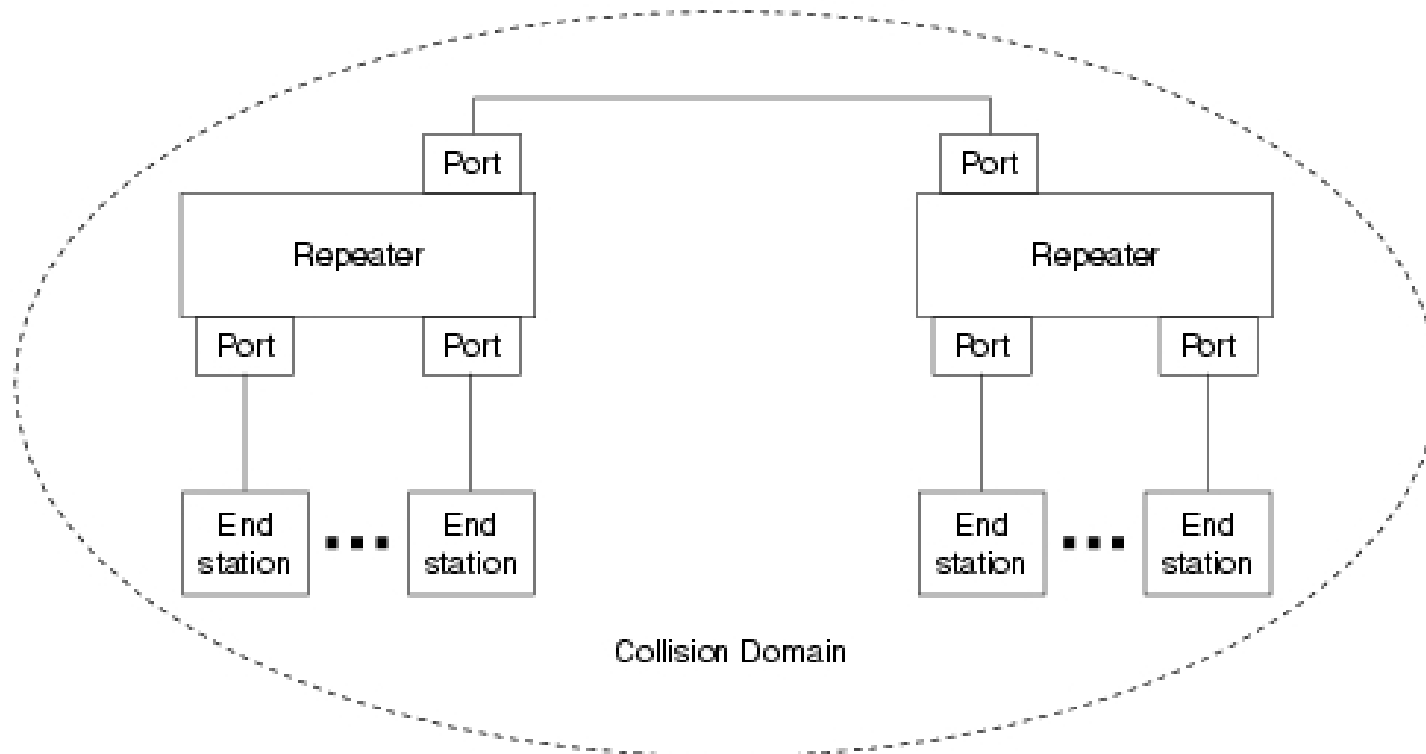 Port
Port
Repeater
Repeater
Port
Port
Port
Port
End
station
End
station
End
station
End
station
Collision Domain